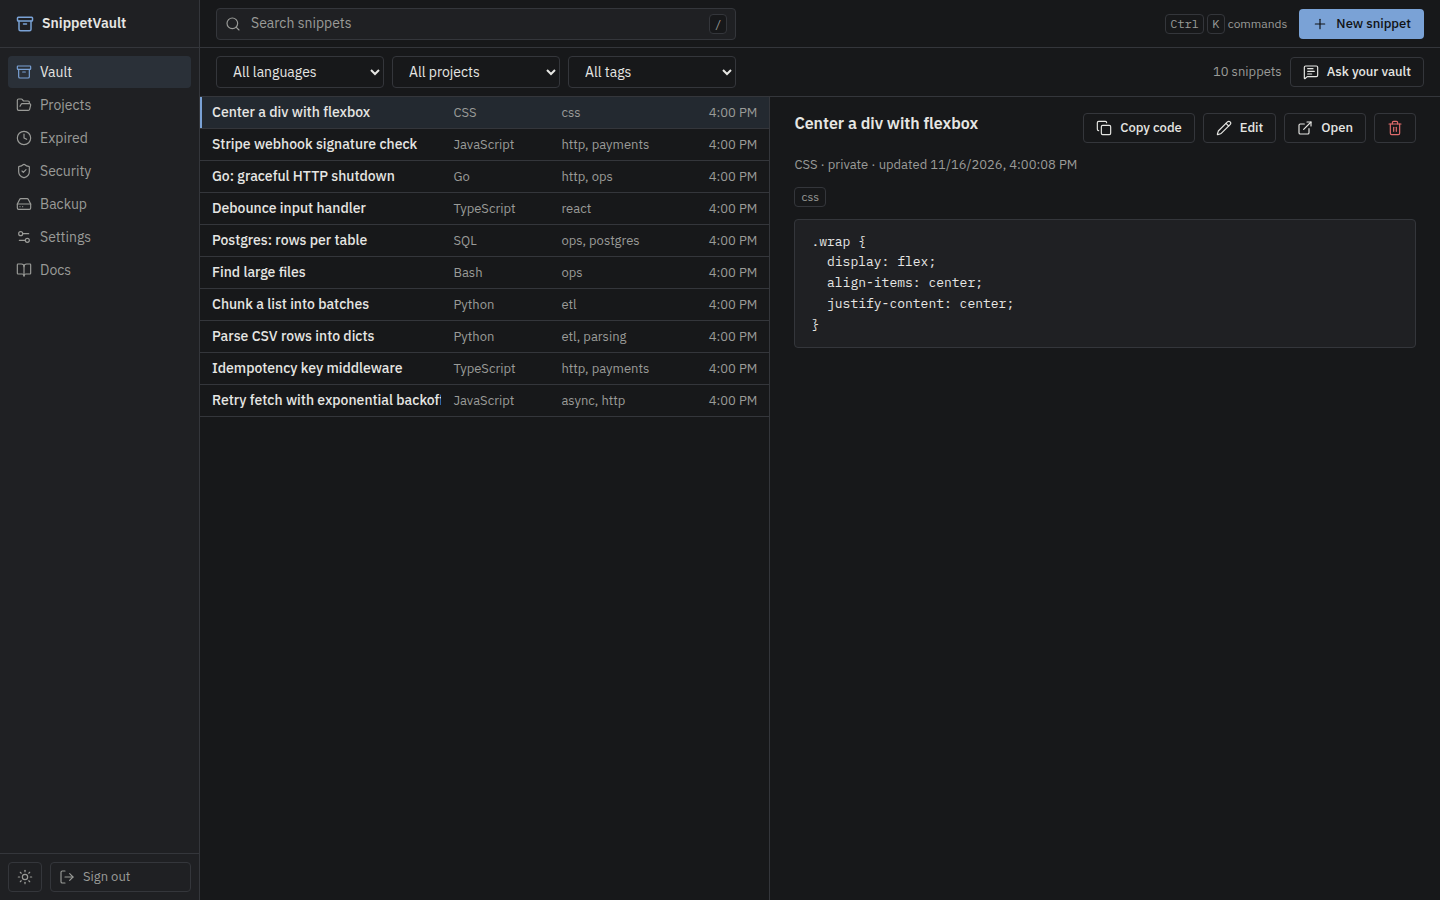 SnippetVault
Search snippets
/
Ctrl K commands
New snippet
Vault
Projects
Expired
Security
Backup
Settings
Docs
Sign out
All languages
All projects
All tags
10 snippets
Ask your vault
Center a div with flexbox CSS css 4:00 PM
Stripe webhook signature check JavaScript http, payments 4:00 PM
Go: graceful HTTP shutdown Go http, ops 4:00 PM
Debounce input handler TypeScript react 4:00 PM
Postgres: rows per table SQL ops, postgres 4:00 PM
Find large files Bash ops 4:00 PM
Chunk a list into batches Python etl 4:00 PM
Parse CSV rows into dicts Python etl, parsing 4:00 PM
Idempotency key middleware TypeScript http, payments 4:00 PM
Retry fetch with exponential backoff JavaScript async, http 4:00 PM
Center a div with flexbox
Copy code
Edit
Open
CSS · private · updated 11/16/2026, 4:00:08 PM
css
.wrap {
  display: flex;
  align-items: center;
  justify-content: center;
}